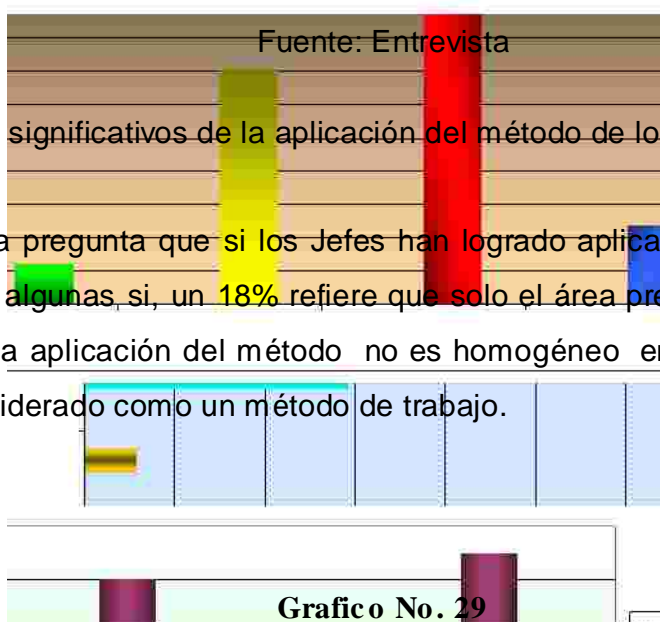 Fuente: Entrevista
significativos de la aplicación del método de lo
a pregunta que si los Jefes han logrado aplica
algunas si, un 18% refiere que solo el área pre
a aplicación del método no es homogéneo en
iderado como un método de trabajo.
Grafico No. 29